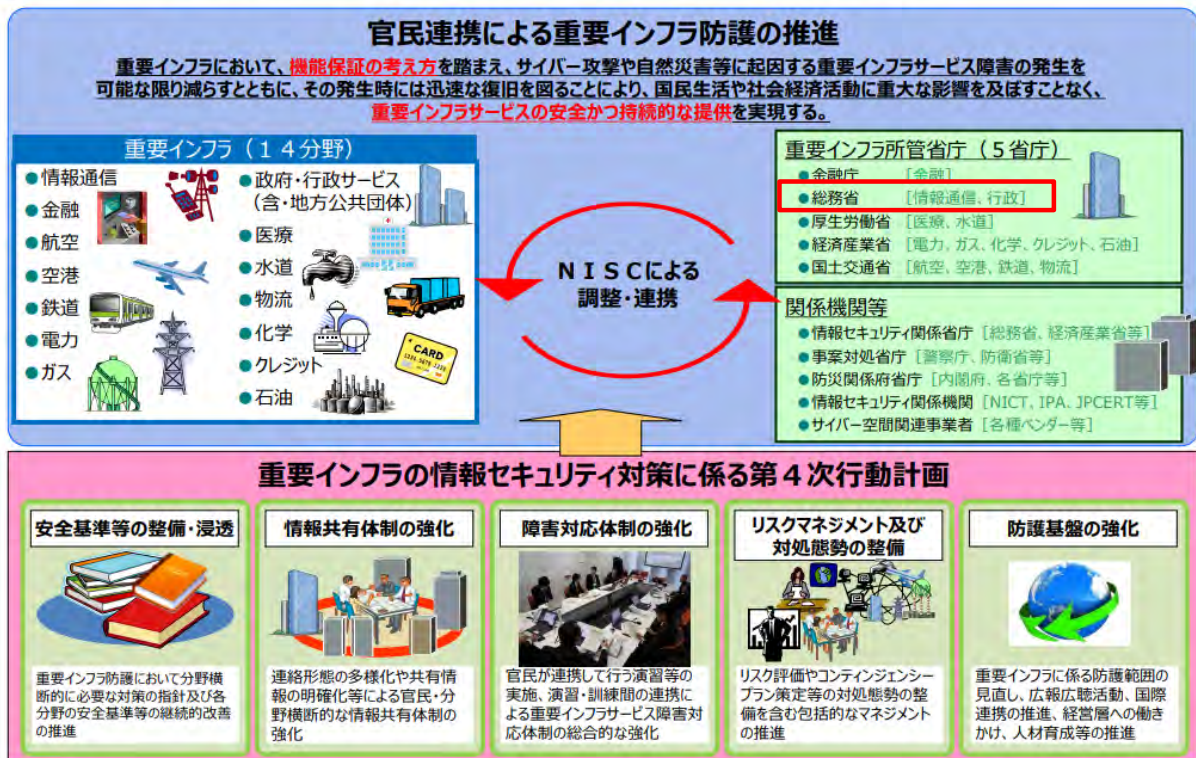 官民連携による重要インフラ防護の推進
重要インフラにおいて、機能保証の考え方を踏まえ、サイバー攻撃や自然災害等に起因する重要インフラサービス障害の発生を
可能な限り減らすとともに、その発生時には迅速な復旧を図ることにより、国民生活や社会経済活動に重大な影響を及ぼすことなく、
重要インフラサービスの安全かつ持続的な提供を実現する。
重要インフラ（14分野）
●情報通信
●金融
●航空
●空港
●鉄道
●電力
●ガス
●政府・行政サービス
（含・地方公共団体）
●医療
●水道
●物流
●化学
●クレジット
●石油
CARD
NISCによる
調整・連携
重要インフラ所管省庁（5省庁）
●金融庁 ［金融］
●総務省 ［情報通信、行政］
●厚生労働省 ［医療、水道］
●経済産業省 ［電力、ガス、化学、クレジット、石油］
●国土交通省 ［航空、空港、鉄道、物流］
関係機関等
●情報セキュリティ関係省庁［総務省、経済産業省等］
●事案対処省庁［警察庁、防衛省等］
●防災関係府省庁［内閣府、各省庁等］
●情報セキュリティ関係機関［NICT、IPA、JPCERT等］
●サイバー空間関連事業者［各種ベンダー等］
重要インフラの情報セキュリティ対策に係る第4次行動計画
安全基準等の整備・浸透
重要インフラ防護において分野横
断的に必要な対策の指針及び各
分野の安全基準等の継続的改善
の推進
情報共有体制の強化
連絡形態の多様化や共有情
報の明確化等による官民・分
野横断的な情報共有体制の
強化
障害対応体制の強化
官民が連携して行う演習等の
実施、演習・訓練間の連携に
よる重要インフラサービス障害対
応体制の総合的な強化
リスクマネジメント及び
対処態勢の整備
リスク評価やコンティンジェンシー
プラン策定等の対処態勢の整
備を含む包括的なマネジメント
の推進
防護基盤の強化
重要インフラに係る防護範囲の
見直し、広報広聴活動、国際
連携の推進、経営層への働き
かけ、人材育成等の推進